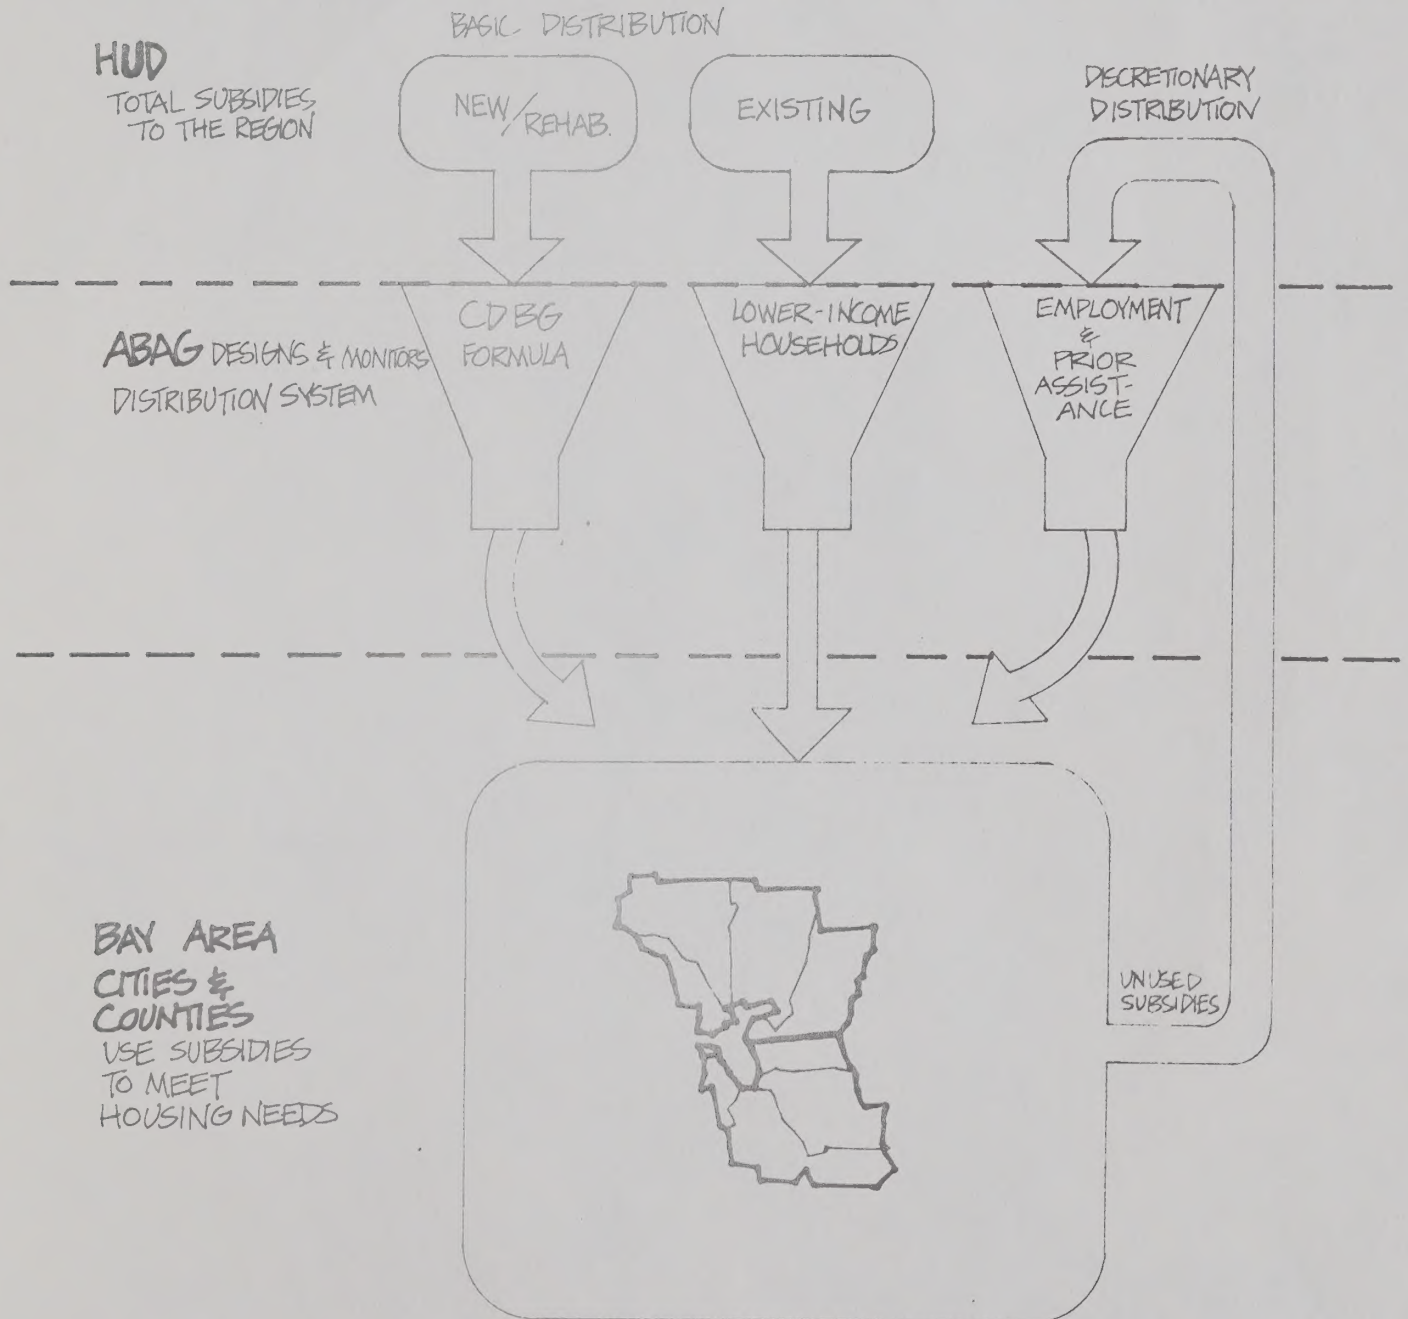 BASIC DISTRIBUTION
HUD
TOTAL SUBSIDIES
TO THE REGION
NEW/REHAB.
EXISTING
DISCRETIONARY
DISTRIBUTION
ABAG DESIGNS & MONITORS
DISTRIBUTION SYSTEM
CDBG
FORMULA
LOWER-INCOME
HOUSEHOLDS
EMPLOYMENT
&
PRIOR
ASSIST-
ANCE
BAY AREA
CITIES &
COUNTIES
USE SUBSIDIES
TO MEET
HOUSING NEEDS
UNUSED
SUBSIDIES